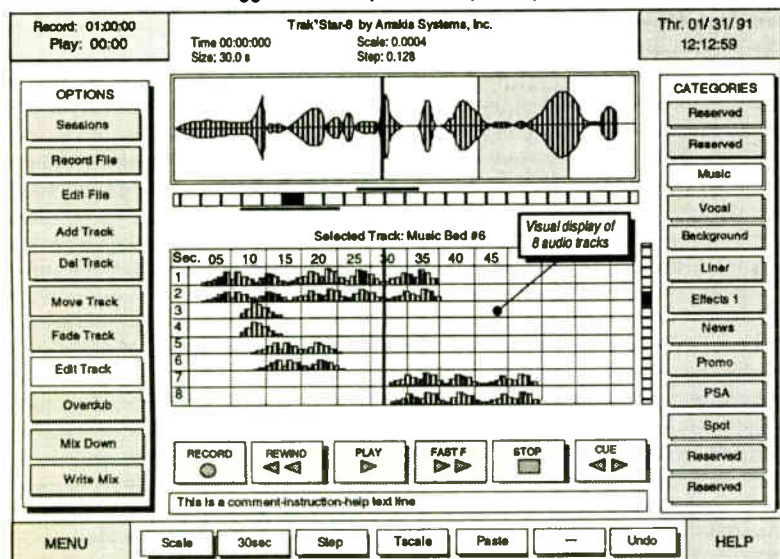 Record: 01:00:00
Play: 00:00
Trak*Star-8 by Arrakis Systems, Inc.
Time 00:00:000
Scale: 0.0004
Size: 30.0 s
Step: 0.128
Thr. 01/31/91
12:12:59
OPTIONS
Sessions
Record File
Edit File
Add Track
Del Track
Move Track
Fade Track
Edit Track
Overdub
Mix Down
Write Mix
Selected Track: Music Bed #6
Visual display of
8 audio tracks
Sec. 05 10 15 20 25 30 35 40 45
1
2
3
4
5
6
7
8
RECORD
REWIND
PLAY
FAST F
STOP
CUE
This is a comment-instruction-help text line
CATEGORIES
Reserved
Reserved
Music
Vocal
Background
Liner
Effects 1
News
Promo
PSA
Spot
Reserved
Reserved
MENU
Scale
30sec
Step
Tscale
Paste
—
Undo
HELP